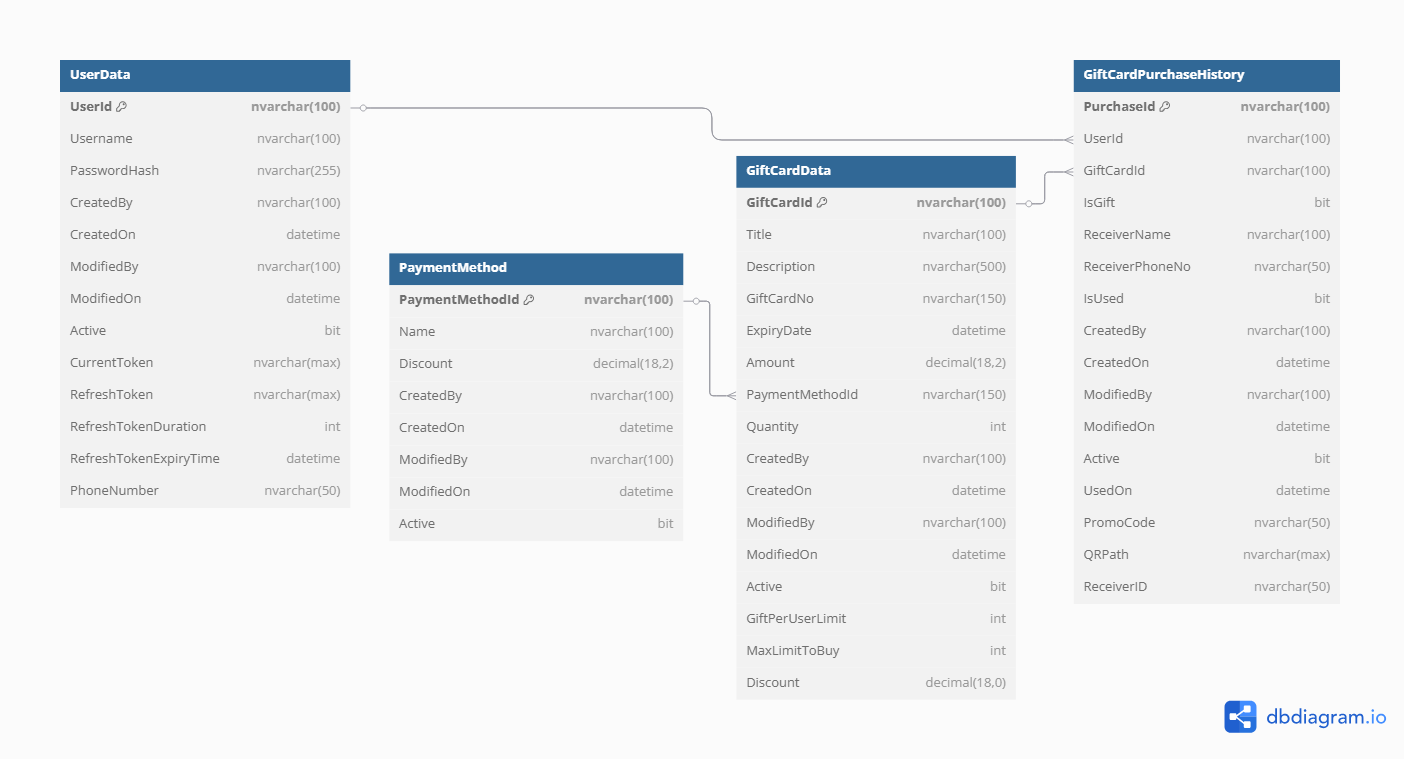 UserData
UserId nvarchar(100)
Username nvarchar(100)
PasswordHash nvarchar(255)
CreatedBy nvarchar(100)
CreatedOn datetime
ModifiedBy nvarchar(100)
ModifiedOn datetime
Active bit
CurrentToken nvarchar(max)
RefreshToken nvarchar(max)
RefreshTokenDuration int
RefreshTokenExpiryTime datetime
PhoneNumber nvarchar(50)
PaymentMethod
PaymentMethodId nvarchar(100)
Name nvarchar(100)
Discount decimal(18,2)
CreatedBy nvarchar(100)
CreatedOn datetime
ModifiedBy nvarchar(100)
ModifiedOn datetime
Active bit
GiftCardData
GiftCardId nvarchar(100)
Title nvarchar(100)
Description nvarchar(500)
GiftCardNo nvarchar(150)
ExpiryDate datetime
Amount decimal(18,2)
PaymentMethodId nvarchar(150)
Quantity int
CreatedBy nvarchar(100)
CreatedOn datetime
ModifiedBy nvarchar(100)
ModifiedOn datetime
Active bit
GiftPerUserLimit int
MaxLimitToBuy int
Discount decimal(18,0)
GiftCardPurchaseHistory
PurchaseId nvarchar(100)
UserId nvarchar(100)
GiftCardId nvarchar(100)
IsGift bit
ReceiverName nvarchar(100)
ReceiverPhoneNo nvarchar(50)
IsUsed bit
CreatedBy nvarchar(100)
CreatedOn datetime
ModifiedBy nvarchar(100)
ModifiedOn datetime
Active bit
UsedOn datetime
PromoCode nvarchar(50)
QRPath nvarchar(max)
ReceiverID nvarchar(50)
dbdiagram.io